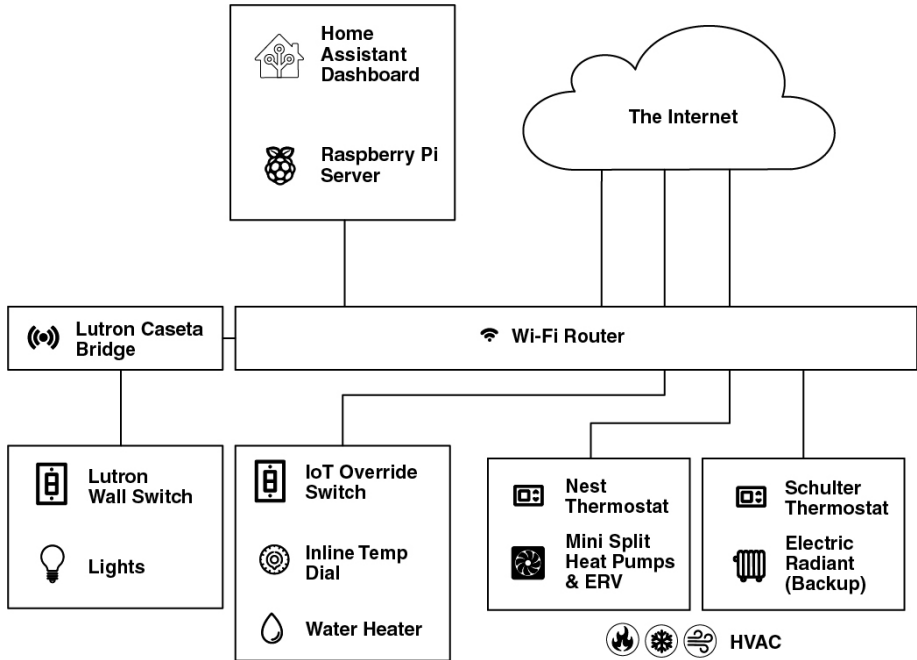 Home
Assistant
Dashboard
Raspberry Pi
Server
The Internet
Lutron Caseta
Bridge
Wi-Fi Router
Lutron
Wall Switch
Lights
IoT Override
Switch
Inline Temp
Dial
Water Heater
Nest
Thermostat
Mini Split
Heat Pumps
& ERV
Schulter
Thermostat
Electric
Radiant
(Backup)
HVAC